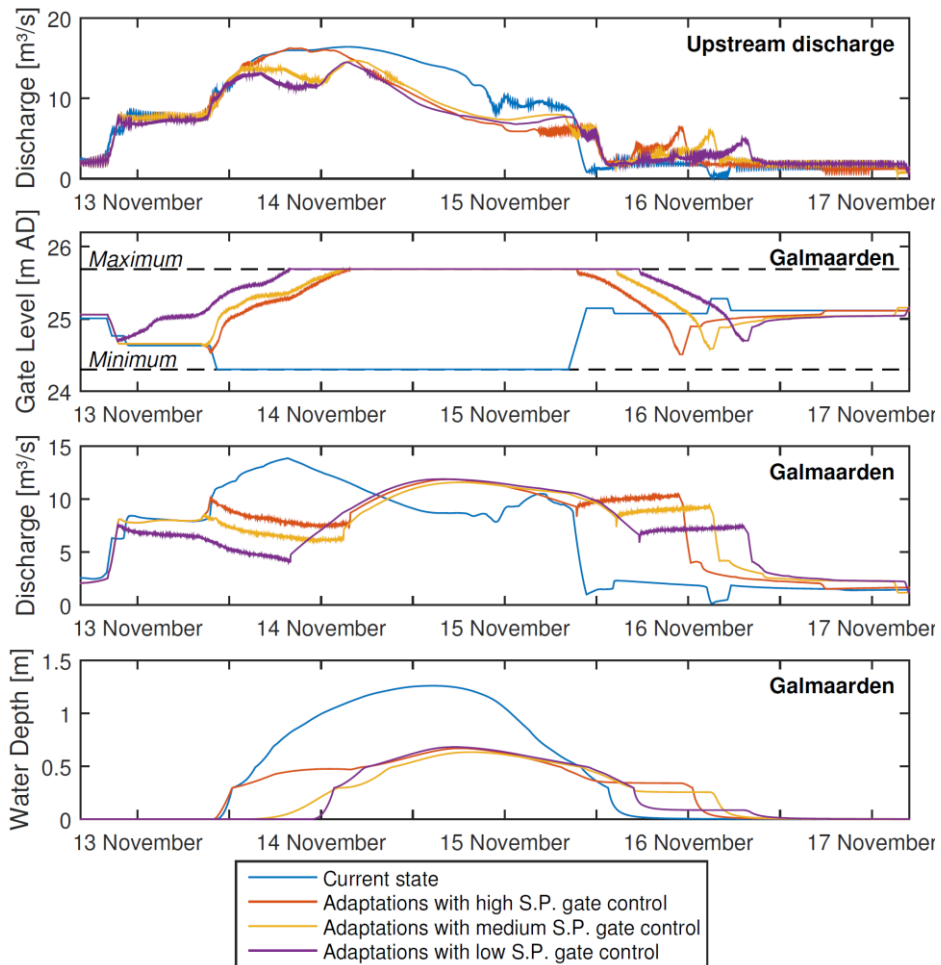 20
Upstream discharge
10
0
Discharge [m³/s]
13 November 14 November 15 November 16 November 17 November
26
Maximum
Galmaarden
25
Minimum
24
Gate Level [m AD]
13 November 14 November 15 November 16 November 17 November
15
Galmaarden
10
5
0
Discharge [m³/s]
13 November 14 November 15 November 16 November 17 November
1.5
Galmaarden
1
0.5
0
Water Depth [m]
13 November 14 November 15 November 16 November 17 November
Current state
Adaptations with high S.P. gate control
Adaptations with medium S.P. gate control
Adaptations with low S.P. gate control